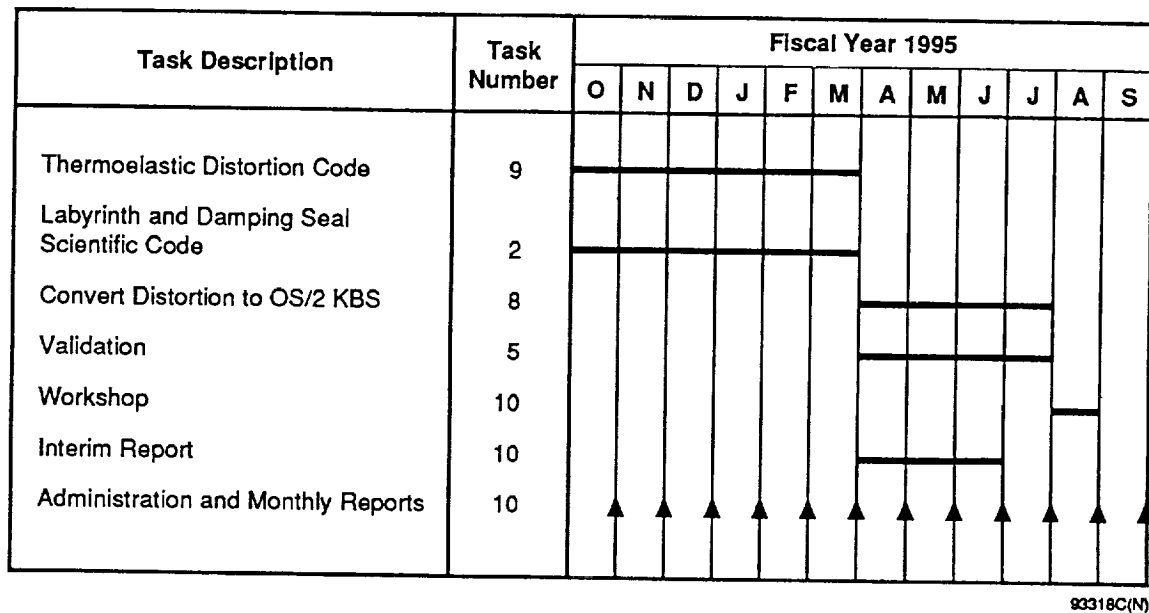 Task Description
Task Number
Fiscal Year 1995
O N D J F M A M J J A S
Thermoelastic Distortion Code 9
Labyrinth and Damping Seal
Scientific Code 2
Convert Distortion to OS/2 KBS 8
Validation 5
Workshop 10
Interim Report 10
Administration and Monthly Reports 10
93318C(N)